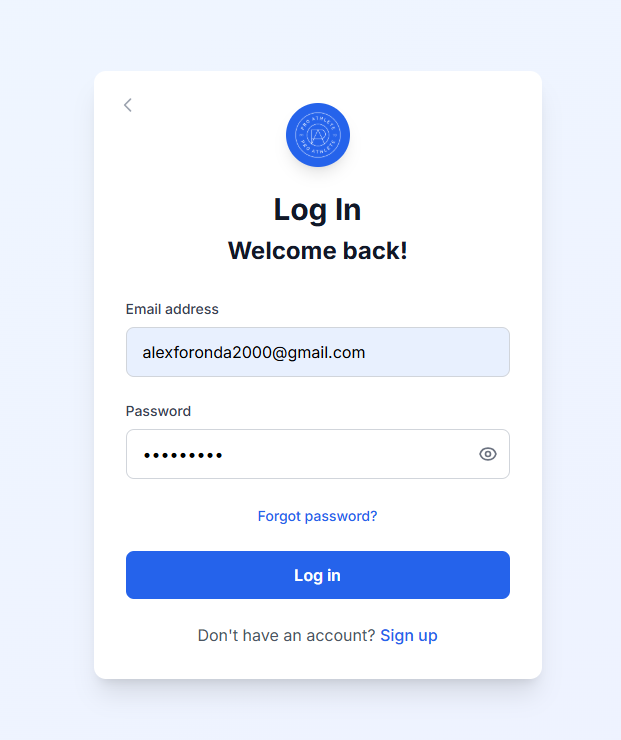 PRO ATHLETE
PRO ATHLETE
Log In
Welcome back!
Email address
alexforonda2000@gmail.com
Password
•••••••••
Forgot password?
Log in
Don't have an account? Sign up